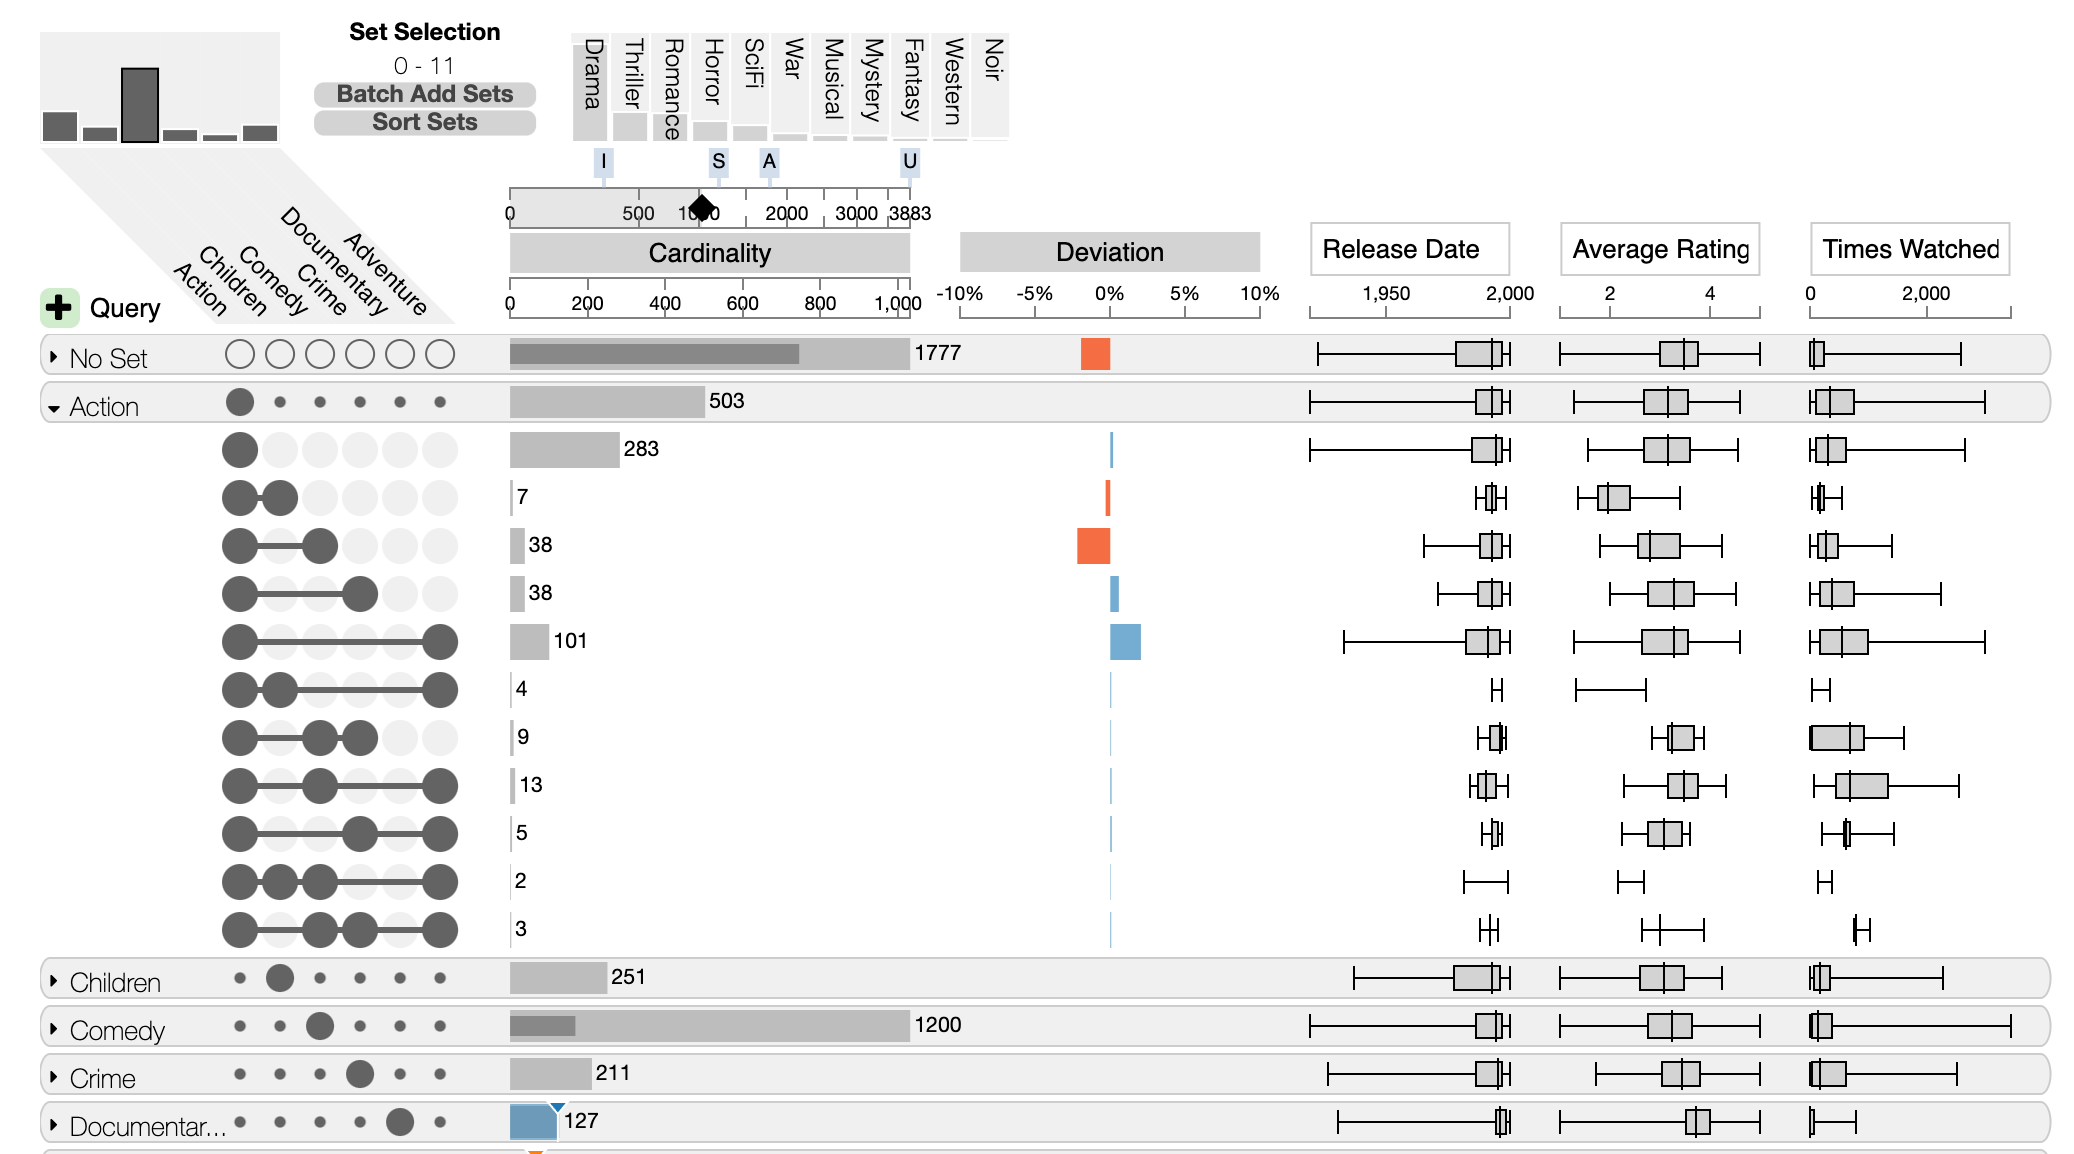 Set Selection
0 - 11
Batch Add Sets
Sort Sets
Drama
Thriller
Romance
Horror
SciFi
War
Musical
Mystery
Fantasy
Western
Noir
I S A U
0 500 1000 2000 3000 3883
Cardinality
Deviation
Release Date
Average Rating
Times Watched
Action
Children
Comedy
Crime
Documentary
Adventure
Query
0 200 400 600 800 1,000
-10% -5% 0% 5% 10%
1,950 2,000
2 4
0 2,000
No Set 1777
Action 503
283
7
38
38
101
4
9
13
5
2
3
Children 251
Comedy 1200
Crime 211
Documentar... 127